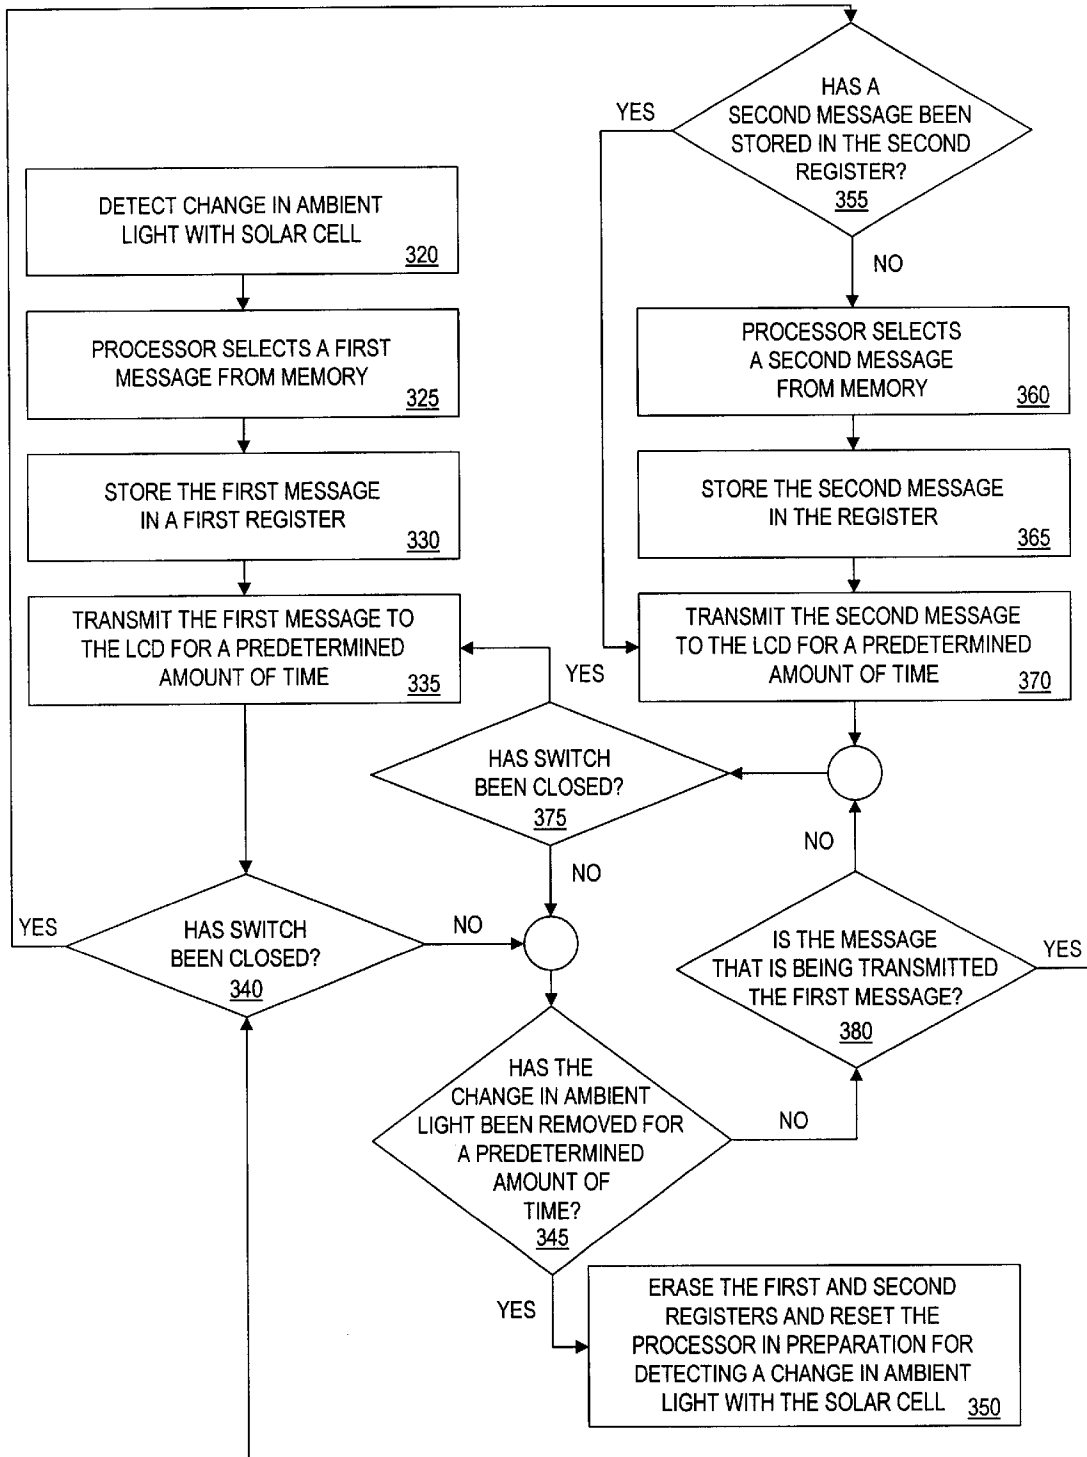 HAS A
SECOND MESSAGE BEEN
STORED IN THE SECOND
REGISTER?
355
YES
NO
DETECT CHANGE IN AMBIENT
LIGHT WITH SOLAR CELL
320
PROCESSOR SELECTS A FIRST
MESSAGE FROM MEMORY
325
STORE THE FIRST MESSAGE
IN A FIRST REGISTER
330
TRANSMIT THE FIRST MESSAGE TO
THE LCD FOR A PREDETERMINED
AMOUNT OF TIME
335
PROCESSOR SELECTS
A SECOND MESSAGE
FROM MEMORY
360
STORE THE SECOND MESSAGE
IN THE REGISTER
365
TRANSMIT THE SECOND MESSAGE
TO THE LCD FOR A PREDETERMINED
AMOUNT OF TIME
370
YES
HAS SWITCH
BEEN CLOSED?
375
NO
NO
YES
HAS SWITCH
BEEN CLOSED?
340
NO
IS THE MESSAGE
THAT IS BEING TRANSMITTED
THE FIRST MESSAGE?
380
YES
HAS THE
CHANGE IN AMBIENT
LIGHT BEEN REMOVED FOR
A PREDETERMINED
AMOUNT OF
TIME?
345
NO
YES
ERASE THE FIRST AND SECOND
REGISTERS AND RESET THE
PROCESSOR IN PREPARATION FOR
DETECTING A CHANGE IN AMBIENT
LIGHT WITH THE SOLAR CELL
350